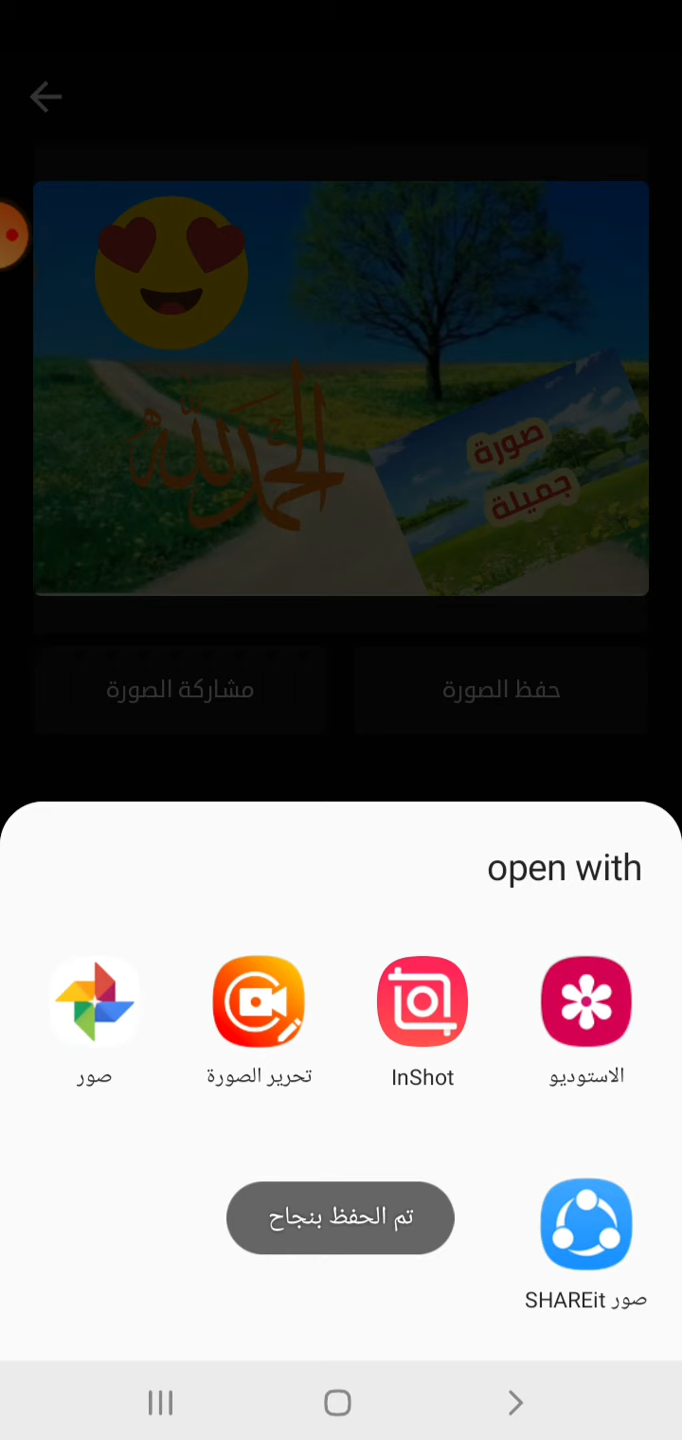 الحمد لله
صورة
جميلة
حفظ الصورة
مشاركة الصورة
open with
الاستوديو
InShot
تحرير الصورة
صور
تم الحفظ بنجاح
صور SHAREit